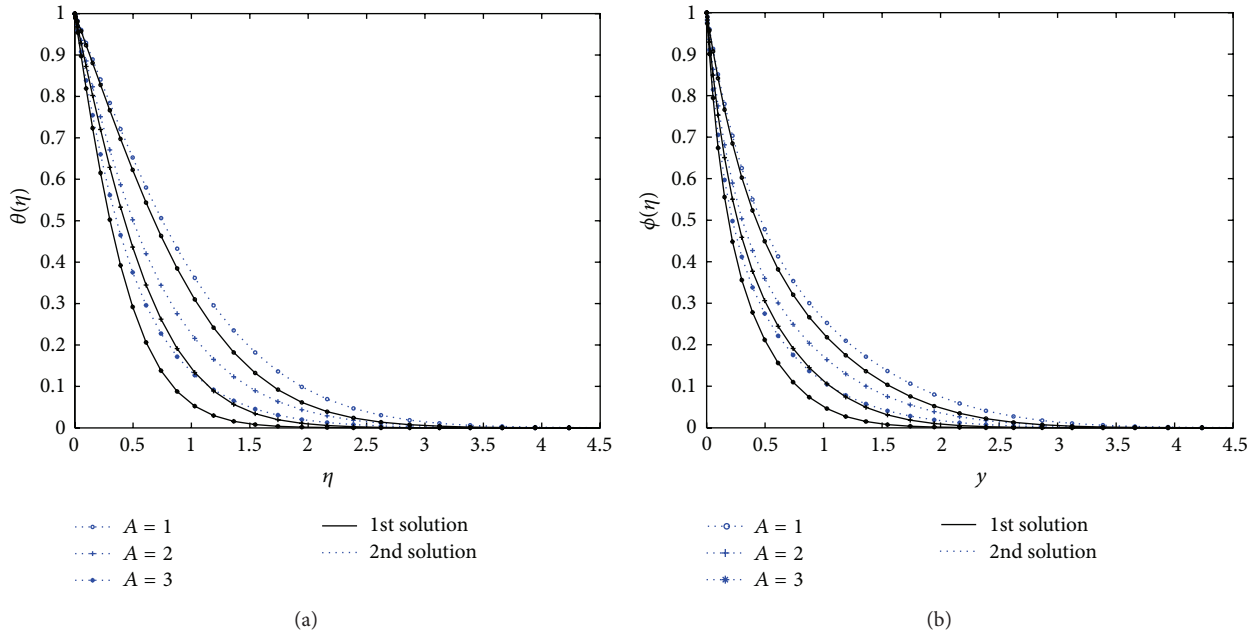 1
0.9
0.8
0.7
0.6
0.5
0.4
0.3
0.2
0.1
0
θ(η)
0 0.5 1 1.5 2 2.5 3 3.5 4 4.5
η
A = 1
A = 2
A = 3
1st solution
2nd solution
(a)
1
0.9
0.8
0.7
0.6
0.5
0.4
0.3
0.2
0.1
0
ϕ(η)
0 0.5 1 1.5 2 2.5 3 3.5 4 4.5
y
A = 1
A = 2
A = 3
1st solution
2nd solution
(b)